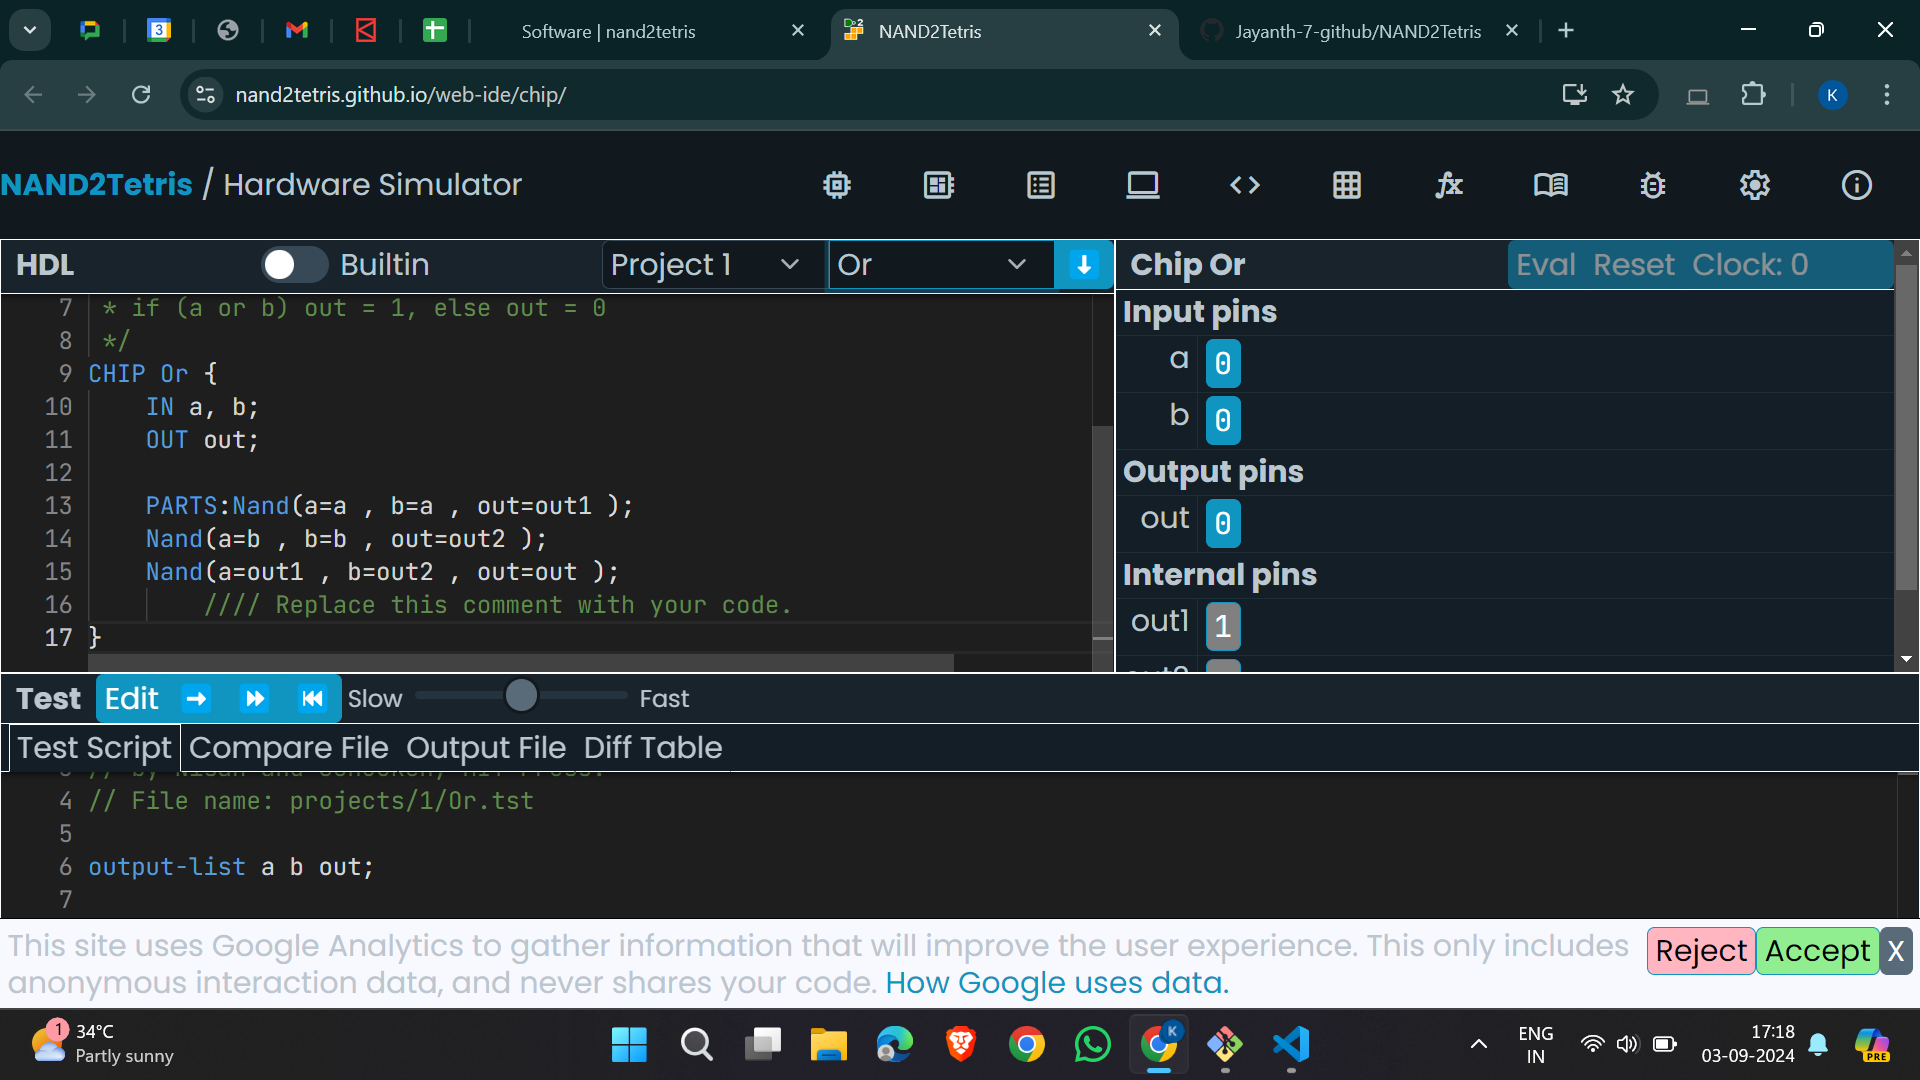 3
Software | nand2tetris
NAND2Tetris
Jayanth-7-github/NAND2Tetris
nand2tetris.github.io/web-ide/chip/
K
NAND2Tetris / Hardware Simulator
HDL
Builtin
Project 1
Or
Chip Or
Eval Reset Clock: 0
7 * if (a or b) out = 1, else out = 0
8 */
9 CHIP Or {
10 IN a, b;
11 OUT out;
12
13 PARTS:Nand(a=a , b=a , out=out1 );
14 Nand(a=b , b=b , out=out2 );
15 Nand(a=out1 , b=out2 , out=out );
16 //// Replace this comment with your code.
17 }
Input pins
a 0
b 0
Output pins
out 0
Internal pins
out1 1
Test Edit Slow Fast
Test Script Compare File Output File Diff Table
4 // File name: projects/1/Or.tst
5
6 output-list a b out;
7
This site uses Google Analytics to gather information that will improve the user experience. This only includes
anonymous interaction data, and never shares your code. How Google uses data.
Reject Accept X
1
34°C
Partly sunny
K
ENG
IN
17:18
03-09-2024
PRE